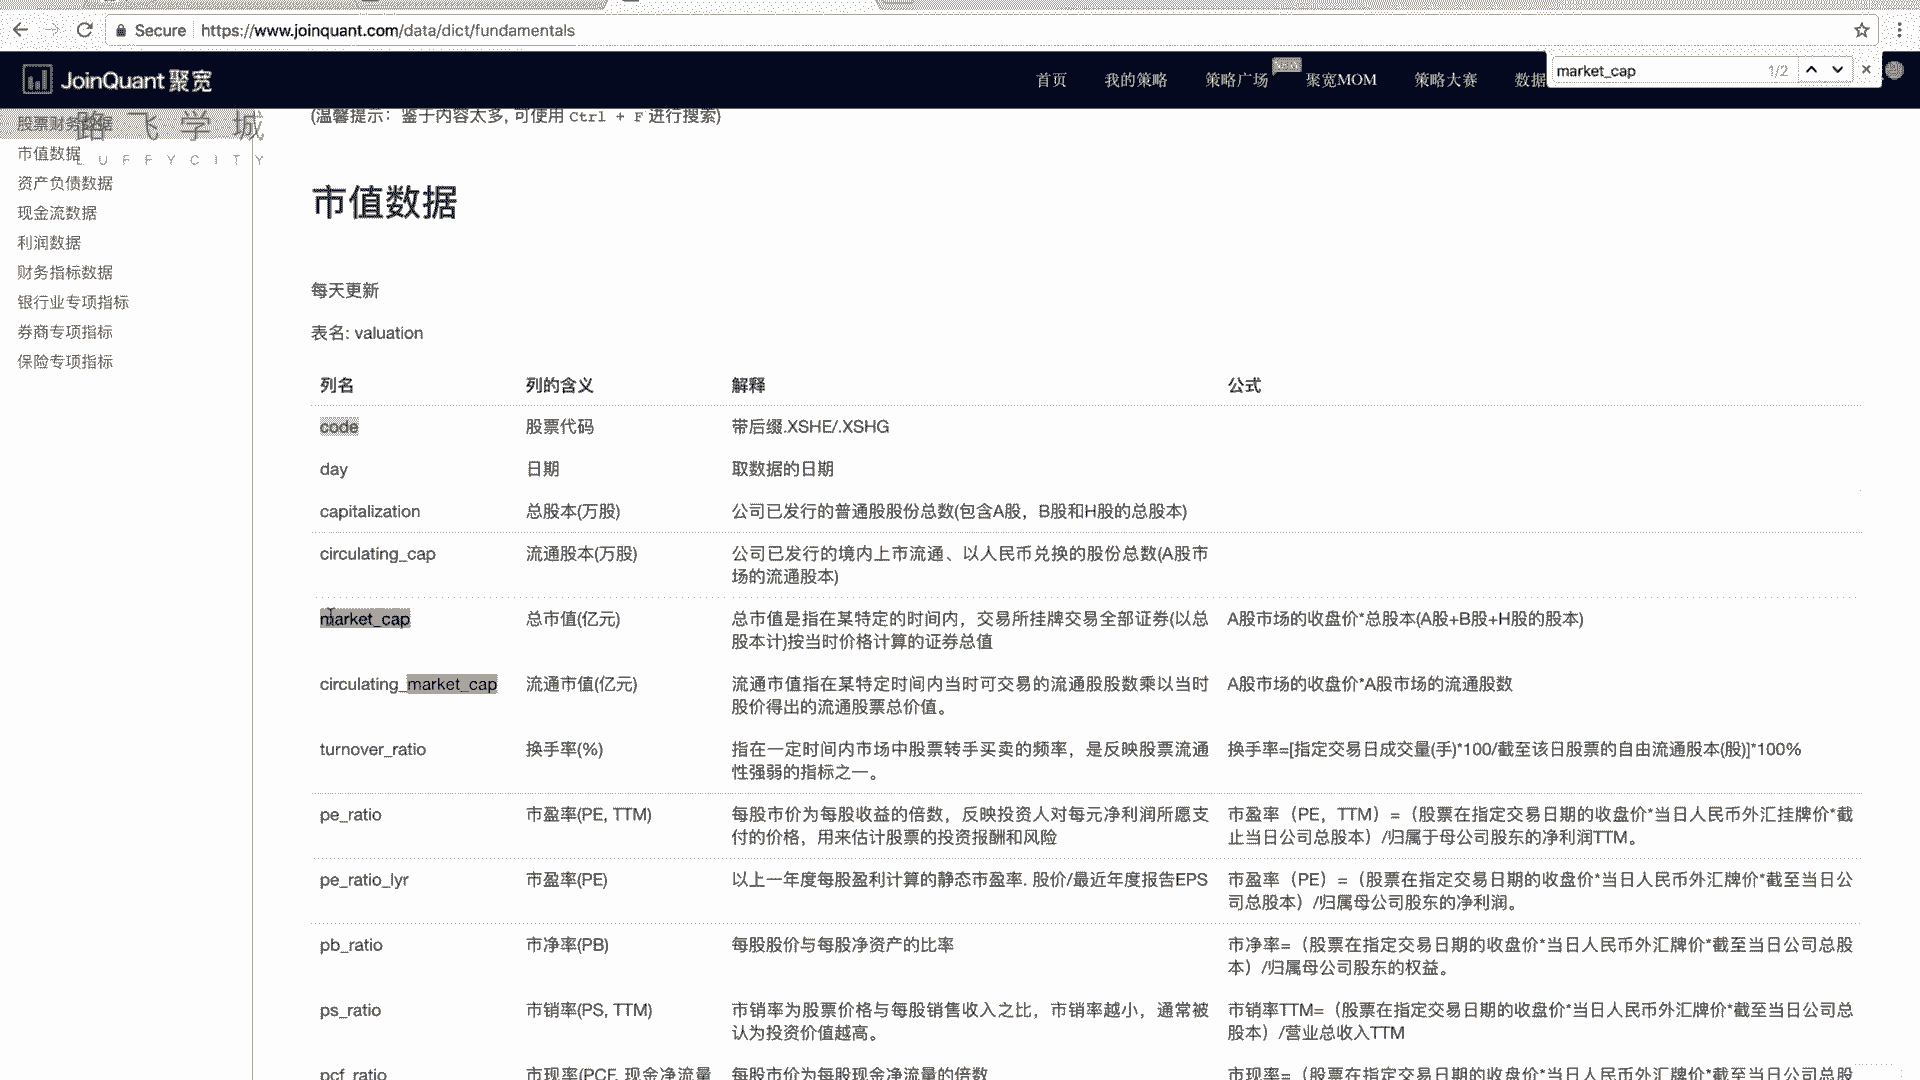 Secure https://www.joinquant.com/data/dict/fundamentals
JoinQuant 聚宽
首页 我的策略 策略广场 NEW 聚宽MOM 策略大赛 数据
market_cap 1/2
路飞学城
LUFFYCITY
股票财务数据
市值数据
资产负债数据
现金流数据
利润数据
财务指标数据
银行业专项指标
券商专项指标
保险专项指标
(温馨提示：鉴于内容太多, 可使用 Ctrl + F 进行搜索)
市值数据
每天更新
表名: valuation
列名 列的含义 解释 公式
code 股票代码 带后缀.XSHE/.XSHG
day 日期 取数据的日期
capitalization 总股本(万股) 公司已发行的普通股股份总数(包含A股，B股和H股的总股本)
circulating_cap 流通股本(万股) 公司已发行的境内上市流通、以人民币兑换的股份总数(A股市
场的流通股本)
market_cap 总市值(亿元) 总市值是指在某特定的时间内，交易所挂牌交易全部证券(以总 A股市场的收盘价*总股本(A股+B股+H股的股本)
股本计)按当时价格计算的证券总值
circulating_market_cap 流通市值(亿元) 流通市值指在某特定时间内当时可交易的流通股股数乘以当时 A股市场的收盘价*A股市场的流通股数
股价得出的流通股票总价值。
turnover_ratio 换手率(%) 指在一定时间内市场中股票转手买卖的频率，是反映股票流通 换手率=[指定交易日成交量(手)*100/截至该日股票的自由流通股本(股)]*100%
性强弱的指标之一。
pe_ratio 市盈率(PE, TTM) 每股市价为每股收益的倍数，反映投资人对每元净利润所愿支 市盈率（PE，TTM）=（股票在指定交易日期的收盘价*当日人民币外汇挂牌价*截
付的价格，用来估计股票的投资报酬和风险 止当日公司总股本）/归属于母公司股东的净利润TTM。
pe_ratio_lyr 市盈率(PE) 以上一年度每股盈利计算的静态市盈率. 股价/最近年度报告EPS 市盈率（PE）=（股票在指定交易日期的收盘价*当日人民币外汇牌价*截至当日公
司总股本）/归属母公司股东的净利润。
pb_ratio 市净率(PB) 每股股价与每股净资产的比率 市净率=（股票在指定交易日期的收盘价*当日人民币外汇牌价*截至当日公司总股
本）/归属母公司股东的权益。
ps_ratio 市销率(PS, TTM) 市销率为股票价格与每股销售收入之比，市销率越小，通常被 市销率TTM=（股票在指定交易日期的收盘价*当日人民币外汇牌价*截至当日公司总
认为投资价值越高。 股本）/营业总收入TTM
pcf_ratio 市现率(PCF, 现金净流量 每股市价为每股现金净流量的倍数 市现率=（股票在指定交易日期的收盘价*当日人民币外汇牌价*截至当日公司总股